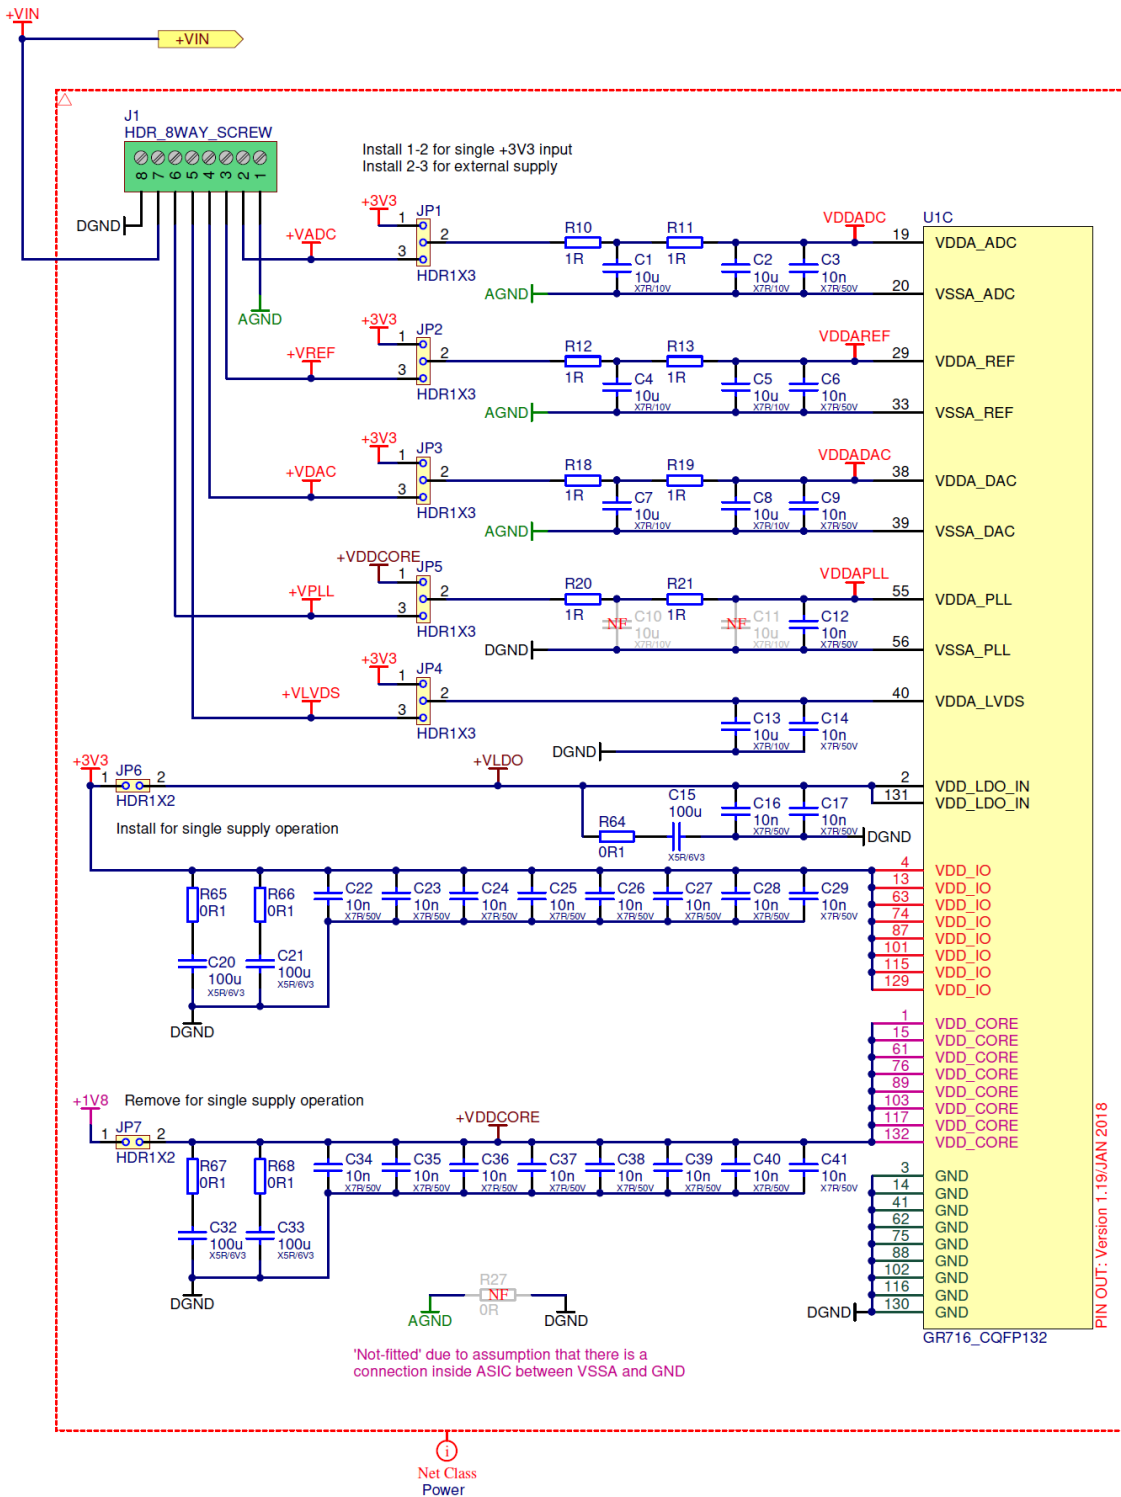 +VIN
+VIN
J1
HDR_8WAY_SCREW
8 7 6 5 4 3 2 1
DGND
AGND
Install 1-2 for single +3V3 input
Install 2-3 for external supply
+3V3
JP1
1
2
3
HDR1X3
+VADC
R10
1R
R11
1R
C1
10u
X7R/10V
C2
10u
X7R/10V
C3
10n
X7R/50V
VDDADC
AGND
U1C
19 VDDA_ADC
20 VSSA_ADC
+3V3
JP2
1
2
3
HDR1X3
+VREF
R12
1R
R13
1R
C4
10u
X7R/10V
C5
10u
X7R/10V
C6
10n
X7R/50V
VDDAREF
AGND
29 VDDA_REF
33 VSSA_REF
+3V3
JP3
1
2
3
HDR1X3
+VDAC
R18
1R
R19
1R
C7
10u
X7R/10V
C8
10u
X7R/10V
C9
10n
X7R/50V
VDDADAC
AGND
38 VDDA_DAC
39 VSSA_DAC
+VDDCORE
JP5
1
2
3
HDR1X3
+VPLL
R20
1R
R21
1R
NF
C10
10u
X7R/10V
NF
C11
10u
X7R/10V
C12
10n
X7R/50V
VDDAPLL
DGND
55 VDDA_PLL
56 VSSA_PLL
+3V3
JP4
1
2
3
HDR1X3
+VLVDS
C13
10u
X7R/10V
C14
10n
X7R/50V
DGND
40 VDDA_LVDS
+3V3
JP6
1
2
HDR1X2
Install for single supply operation
+VLDO
R64
0R1
C15
100u
X5R/6V3
C16
10n
X7R/50V
C17
10n
X7R/50V
DGND
2 VDD_LDO_IN
131 VDD_LDO_IN
R65
0R1
R66
0R1
C20
100u
X5R/6V3
C21
100u
X5R/6V3
DGND
C22
10n
X7R/50V
C23
10n
X7R/50V
C24
10n
X7R/50V
C25
10n
X7R/50V
C26
10n
X7R/50V
C27
10n
X7R/50V
C28
10n
X7R/50V
C29
10n
X7R/50V
4 VDD_IO
13 VDD_IO
63 VDD_IO
74 VDD_IO
87 VDD_IO
101 VDD_IO
115 VDD_IO
129 VDD_IO
1 VDD_CORE
15 VDD_CORE
61 VDD_CORE
76 VDD_CORE
89 VDD_CORE
103 VDD_CORE
117 VDD_CORE
132 VDD_CORE
+1V8
Remove for single supply operation
JP7
1
2
HDR1X2
+VDDCORE
R67
0R1
R68
0R1
C32
100u
X5R/6V3
C33
100u
X5R/6V3
DGND
C34
10n
X7R/50V
C35
10n
X7R/50V
C36
10n
X7R/50V
C37
10n
X7R/50V
C38
10n
X7R/50V
C39
10n
X7R/50V
C40
10n
X7R/50V
C41
10n
X7R/50V
3 GND
14 GND
41 GND
62 GND
75 GND
88 GND
102 GND
116 GND
130 GND
DGND
GR716_CQFP132
PIN OUT: Version 1.19/JAN 2018
R27
NF
0R
AGND
DGND
'Not-fitted' due to assumption that there is a
connection inside ASIC between VSSA and GND
i
Net Class
Power